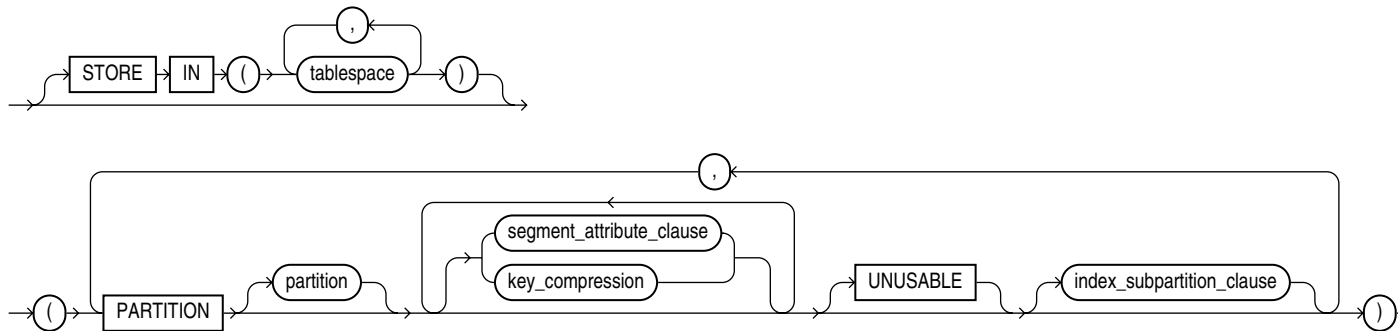 ,
STORE IN ( tablespace )
,
segment_attribute_clause
partition key_compression UNUSABLE index_subpartition_clause
( PARTITION )